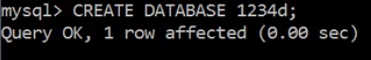 mysql> CREATE DATABASE 1234d;
Query OK, 1 row affected (0.00 sec)